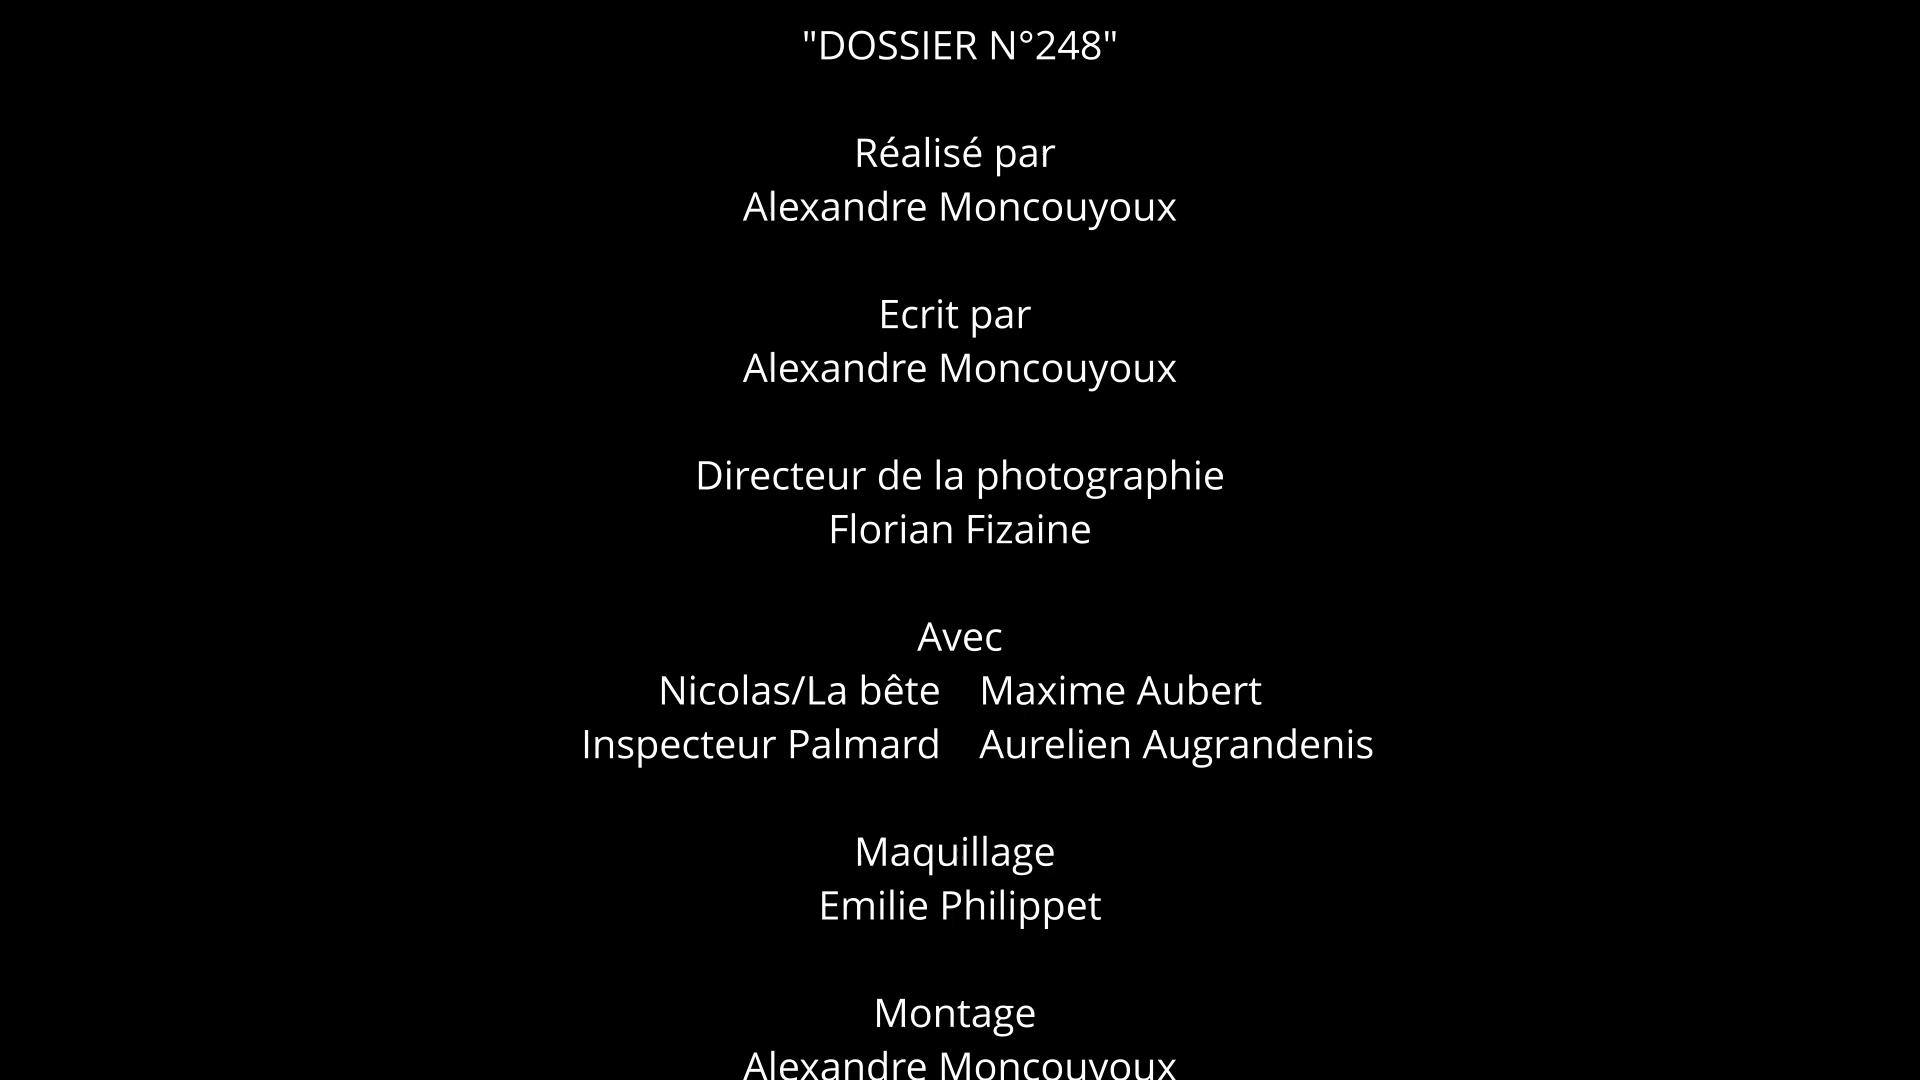 "DOSSIER N°248"
Réalisé par
Alexandre Moncouyoux
Ecrit par
Alexandre Moncouyoux
Directeur de la photographie
Florian Fizaine
Avec
Nicolas/La bête Maxime Aubert
Inspecteur Palmard Aurelien Augrandenis
Maquillage
Emilie Philippet
Montage
Alexandre Moncouyoux